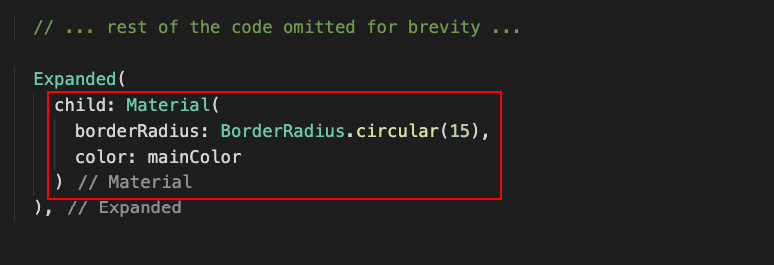 // ... rest of the code omitted for brevity ...
Expanded(
child: Material(
borderRadius: BorderRadius.circular(15),
color: mainColor
) // Material
), // Expanded